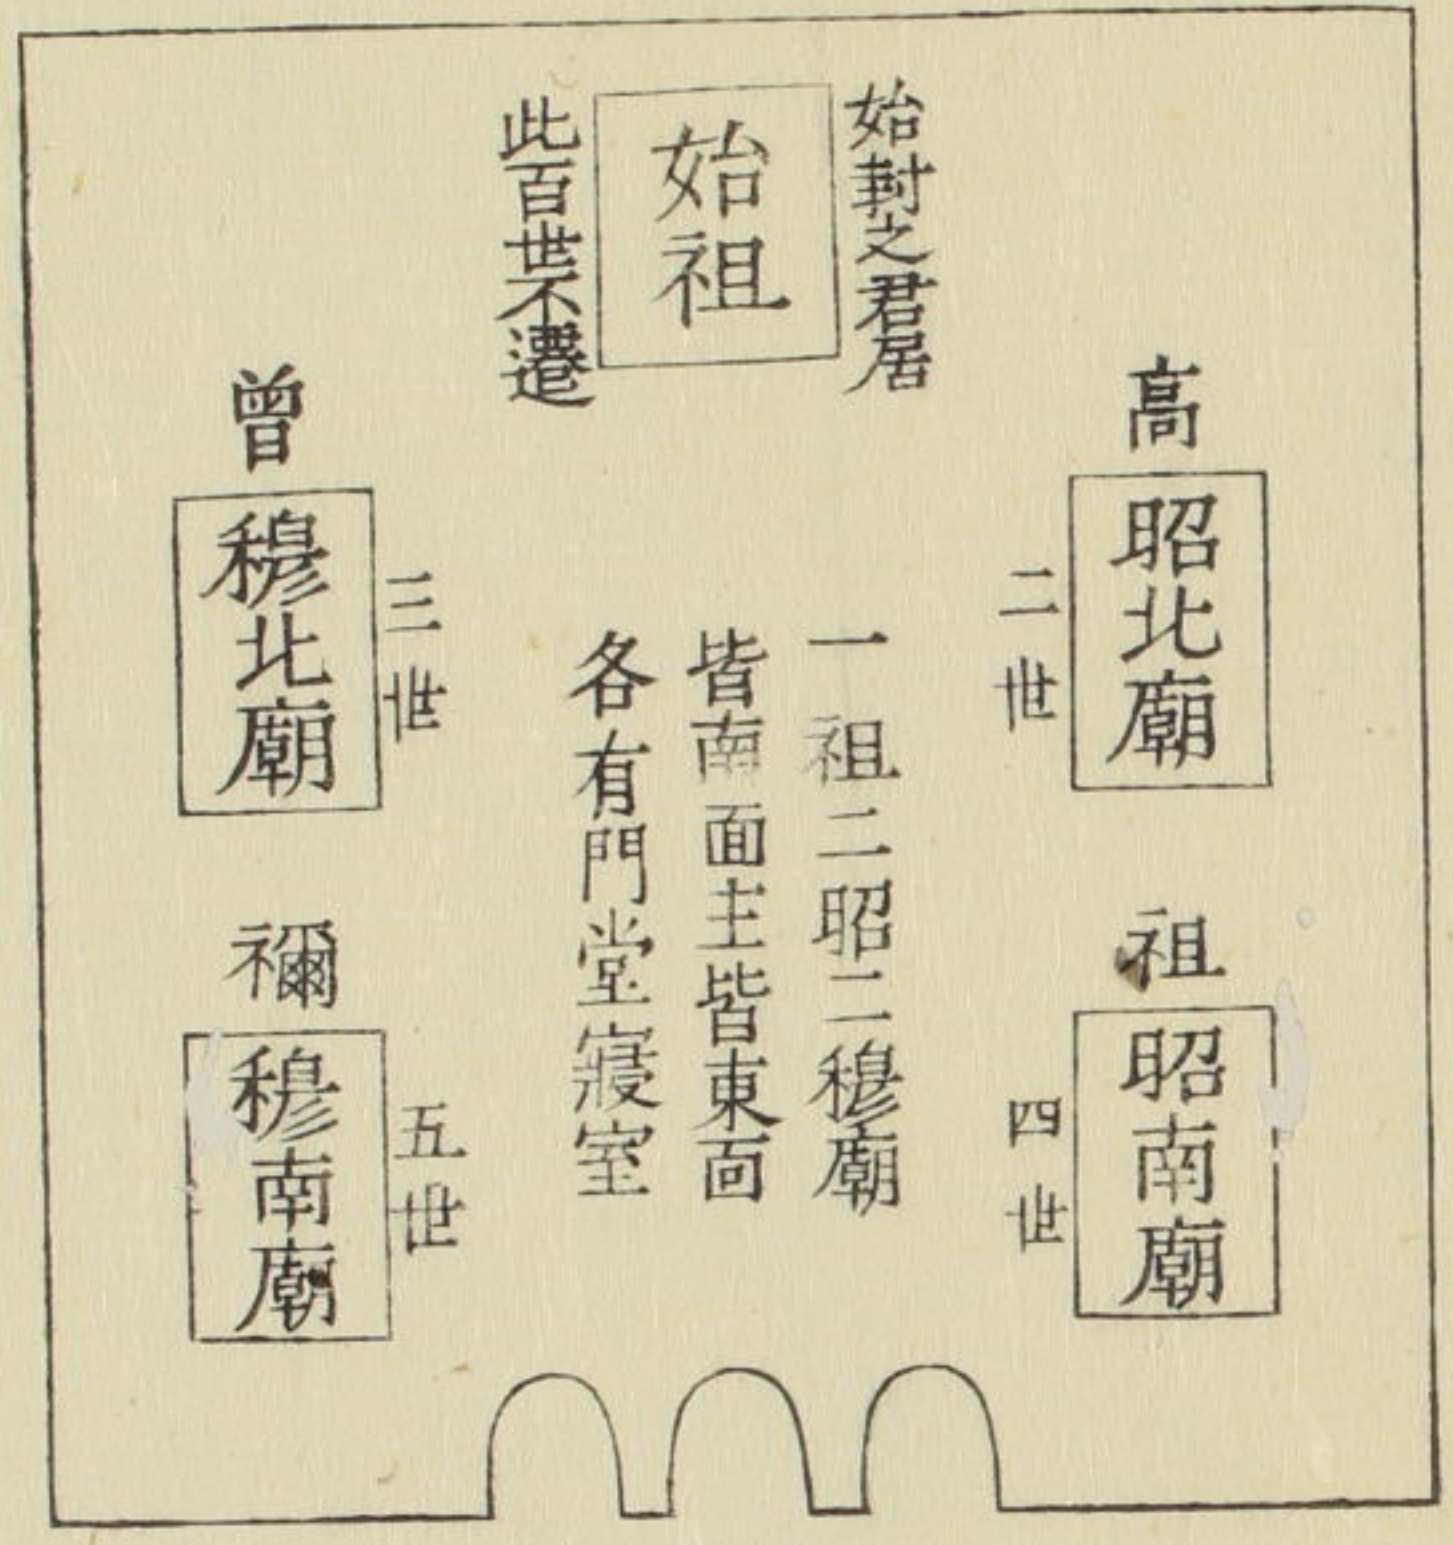 始封之君居
始祖
此百世不遷
高
昭北廟
二世
曾
穆北廟
三世
一祖二昭二穆廟
皆南面主皆東向
各有門堂寢室
祖
昭南廟
四世
禰
穆南廟
五世